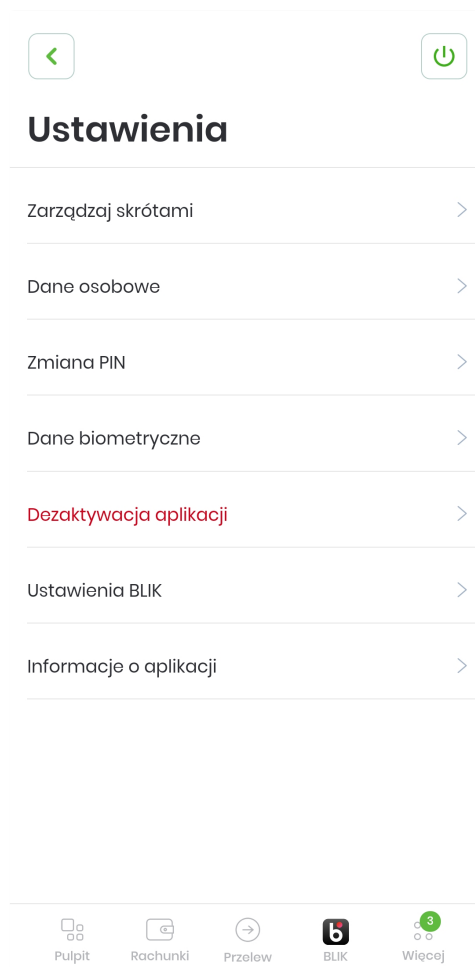 Ustawienia
Zarządzaj skrótami
Dane osobowe
Zmiana PIN
Dane biometryczne
Dezaktywacja aplikacji
Ustawienia BLIK
Informacje o aplikacji
b 3
Pulpit Rachunki Przelew BLIK Więcej